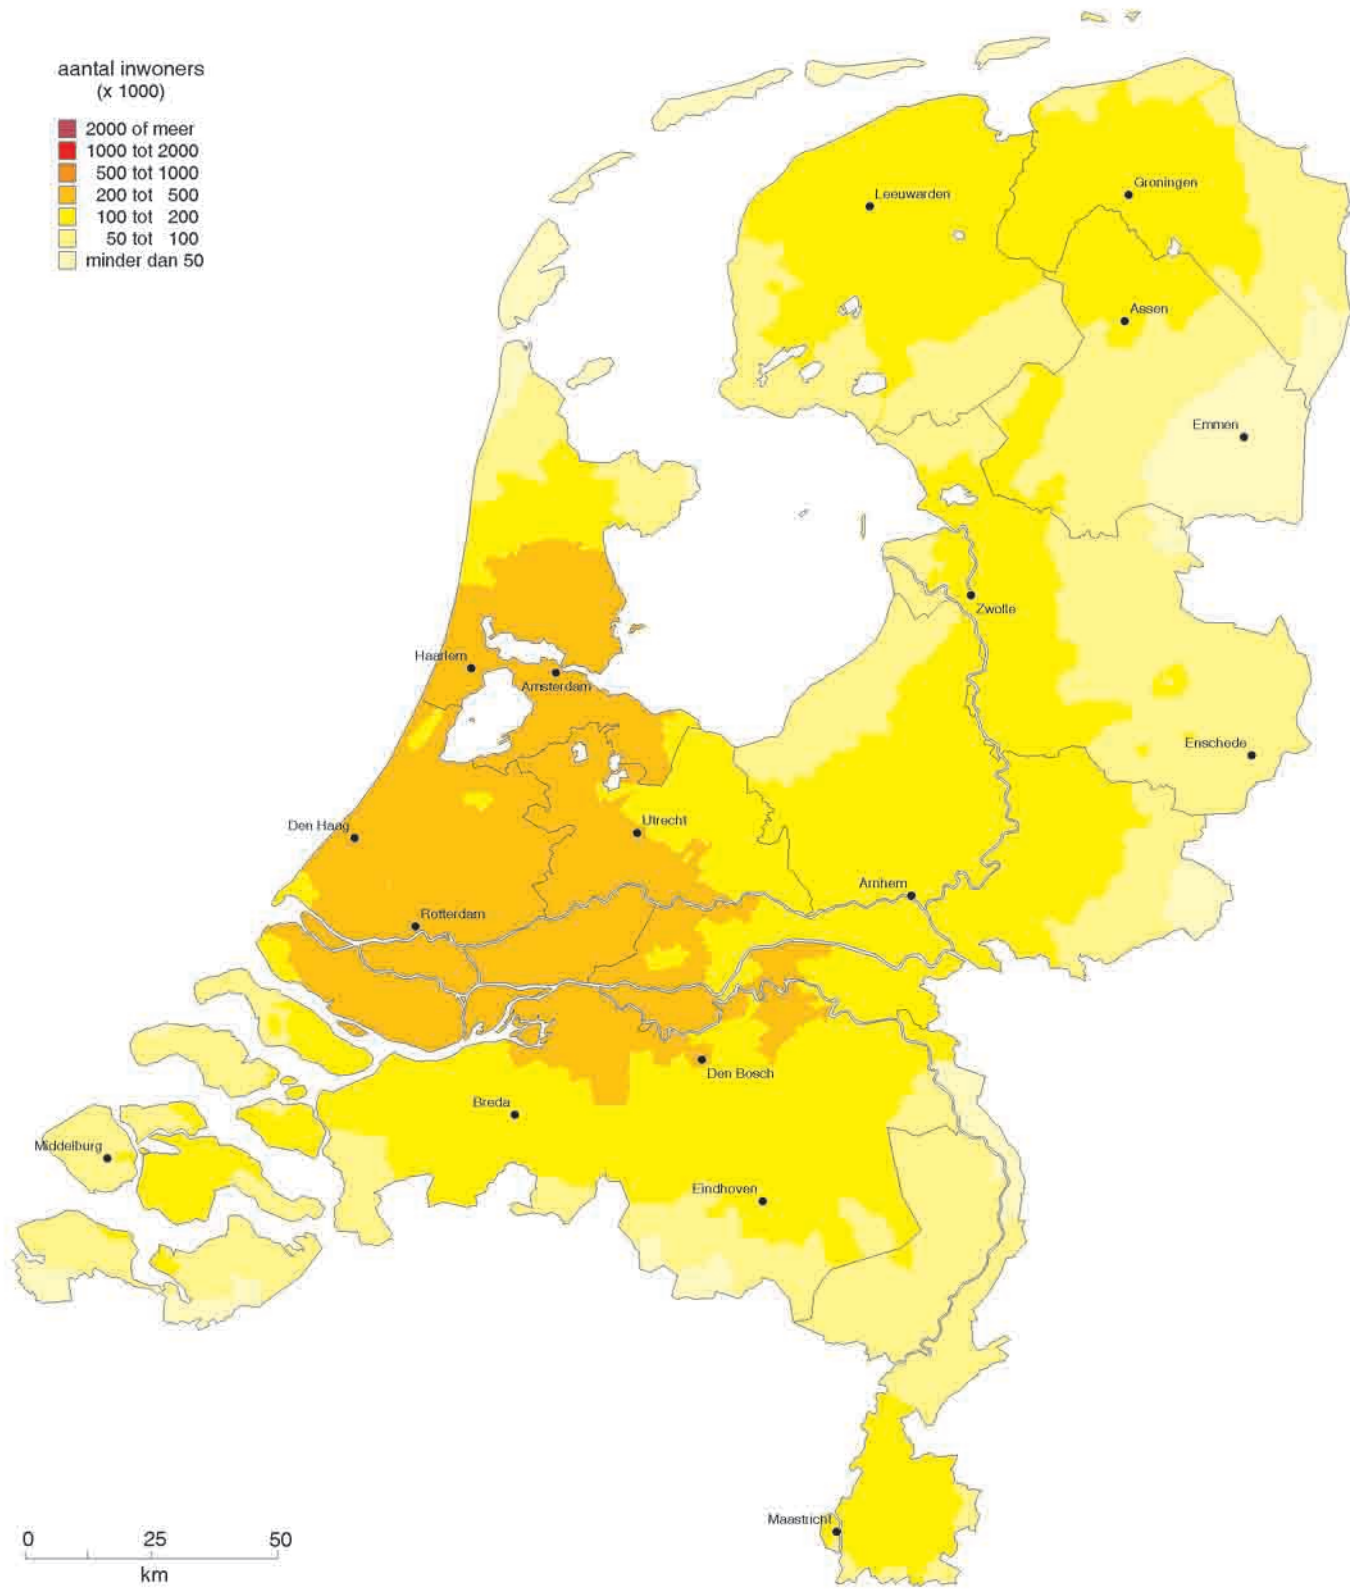 aantal inwoners
(x 1000)
2000 of meer
1000 tot 2000
500 tot 1000
200 tot 500
100 tot 200
50 tot 100
minder dan 50
Leeuwarden
Groningen
Assen
Emmen
Zwolle
Haarlem
Amsterdam
Enschede
Den Haag
Utrecht
Arnhem
Rotterdam
Den Bosch
Breda
Middelburg
Eindhoven
Maastricht
0 25 50
km